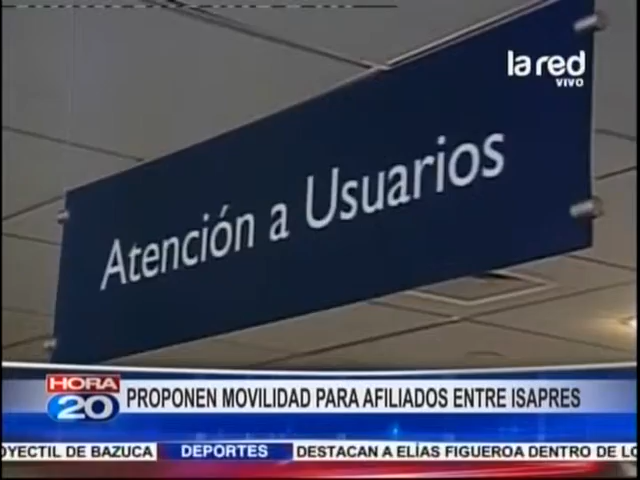 la red
VIVO
Atención a Usuarios
HORA
20
PROPONEN MOVILIDAD PARA AFILIADOS ENTRE ISAPRES
OYECTIL DE BAZUCA DEPORTES DESTACAN A ELÍAS FIGUEROA DENTRO DE LO